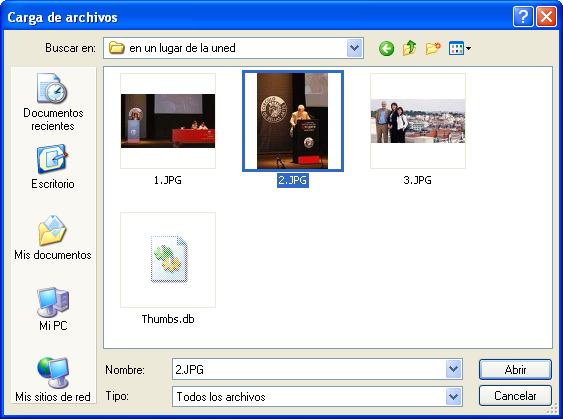 Carga de archivos
Buscar en:
en un lugar de la uned
Documentos
recientes
Escritorio
Mis documentos
Mi PC
Mis sitios de red
1.JPG
2.JPG
3.JPG
Thumbs.db
Nombre:
2.JPG
Abrir
Tipo:
Todos los archivos
Cancelar